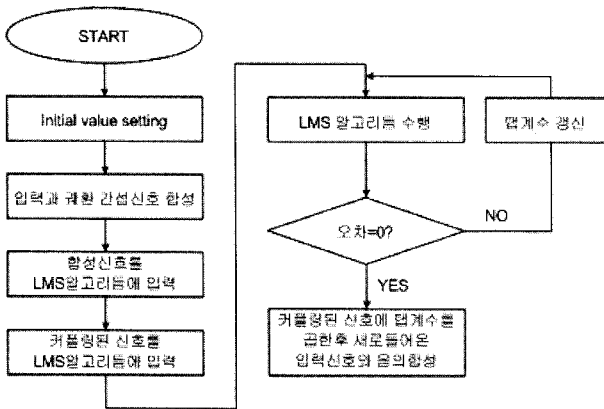 START
Initial value setting
입력과 궤환 간섭신호 합성
합성신호를
LMS알고리듬에 입력
커플링된 신호를
LMS알고리듬에 입력
LMS 알고리듬 수행
탭계수 갱신
오차=0?
NO
YES
커플링된 신호에 탭계수를
곱한후 새로들어온
입력신호와 음의합성